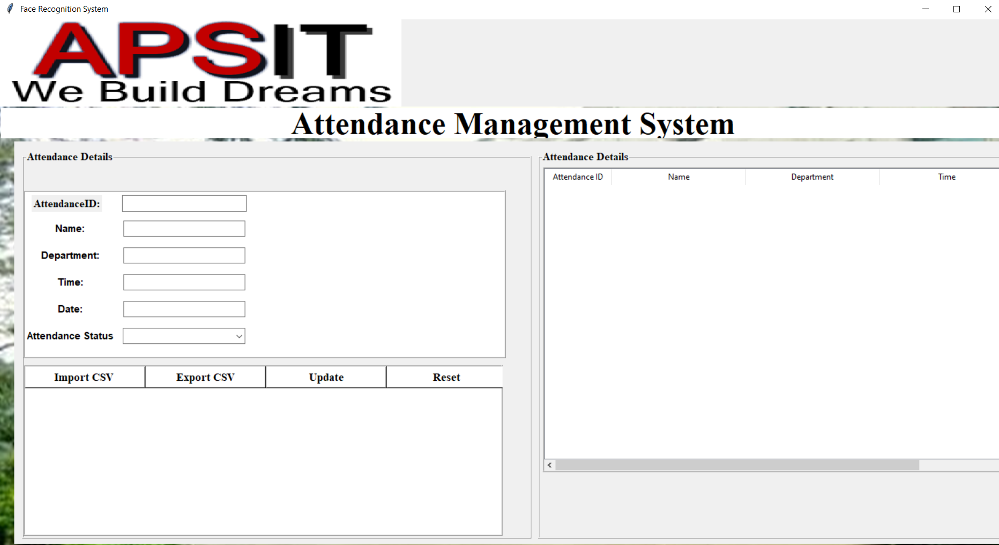 Face Recognition System
APSIT
We Build Dreams
Attendance Management System
Attendance Details
AttendanceID:
Name:
Department:
Time:
Date:
Attendance Status
Import CSV Export CSV Update Reset
Attendance Details
Attendance ID Name Department Time